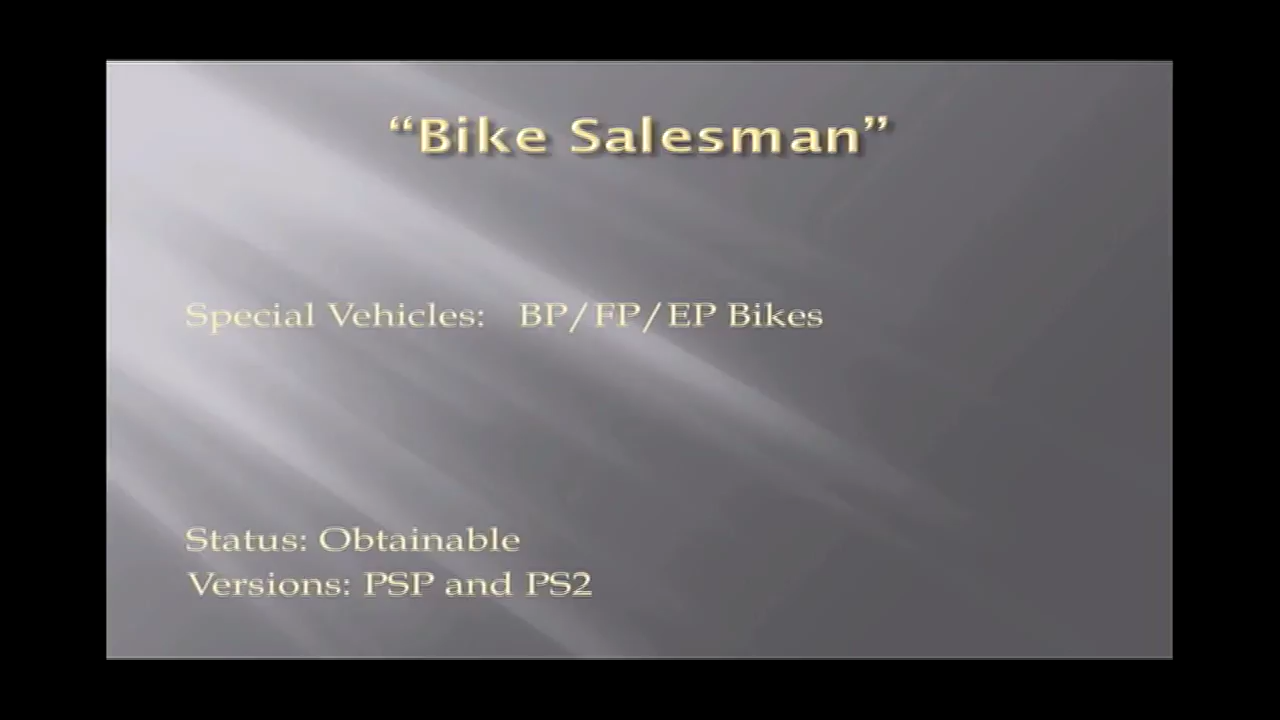 “Bike Salesman”
Special Vehicles: BP/FP/EP Bikes
Status: Obtainable
Versions: PSP and PS2